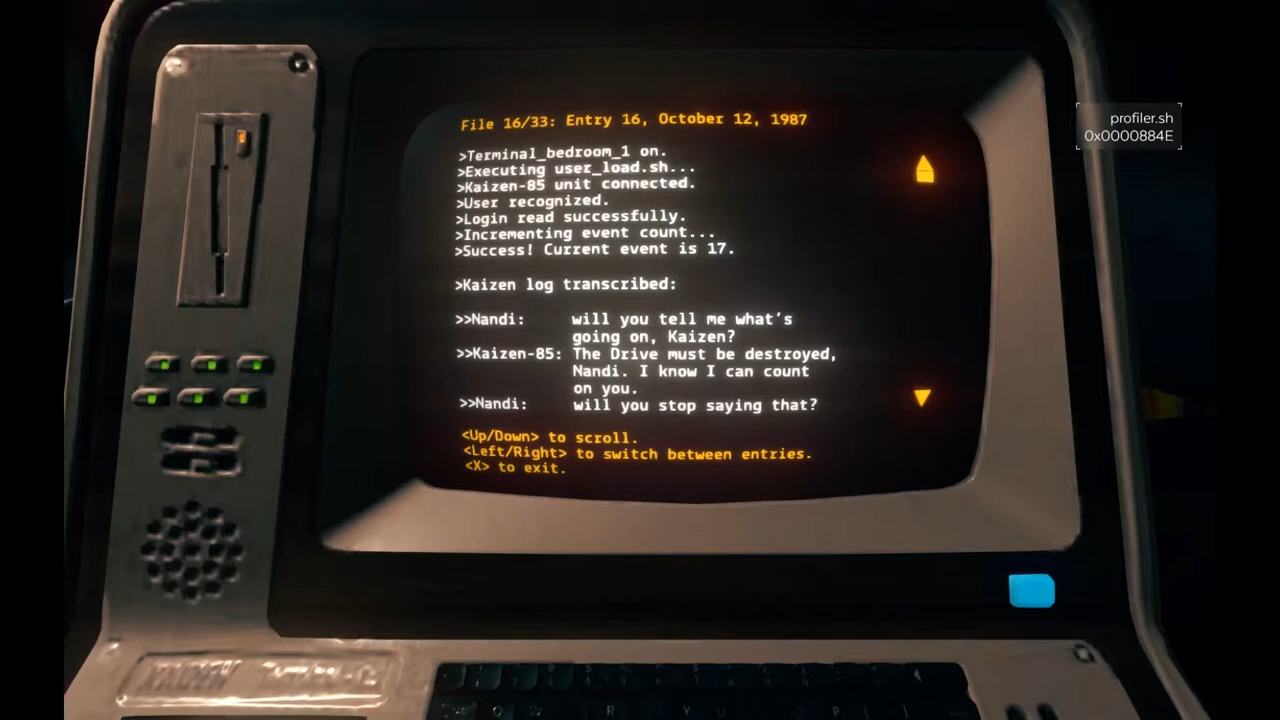 File 16/33: Entry 16, October 12, 1987
profiler.sh
0x0000884E
>Terminal_bedroom_1 on.
>Executing user_load.sh...
>Kaizen-85 unit connected.
>User recognized.
>Login read successfully.
>Incrementing event count...
>Success! Current event is 17.
>Kaizen log transcribed:
>>Nandi: will you tell me what's
going on, Kaizen?
>>Kaizen-85: The Drive must be destroyed,
Nandi. I know I can count
on you.
>>Nandi: will you stop saying that?
<Up/Down> to scroll.
<Left/Right> to switch between entries.
<X> to exit.